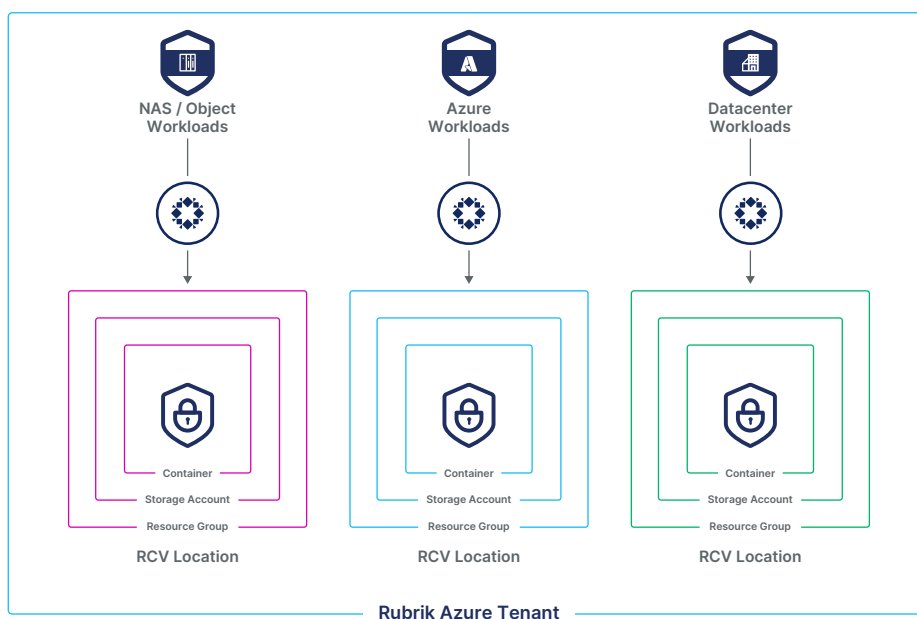 NAS / Object
Workloads
Azure
Workloads
Datacenter
Workloads
Container
Storage Account
Resource Group
RCV Location
Container
Storage Account
Resource Group
RCV Location
Container
Storage Account
Resource Group
RCV Location
Rubrik Azure Tenant